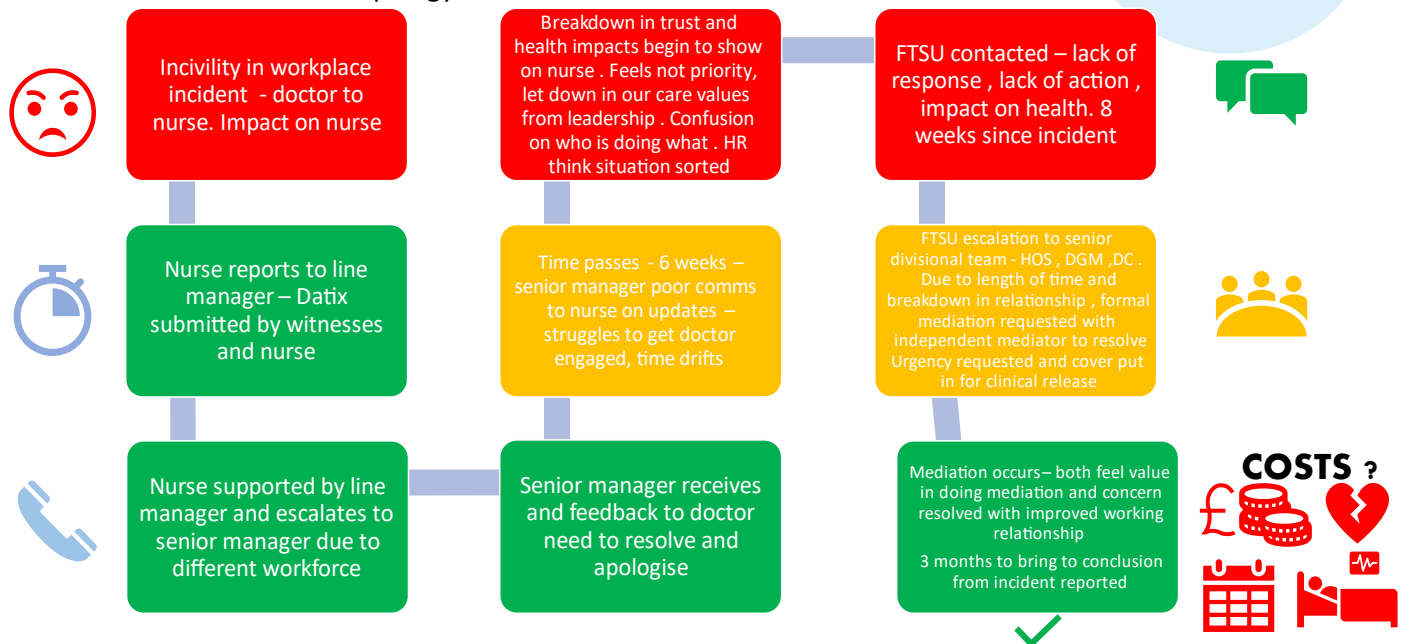 Incivility in workplace
incident  - doctor to
nurse. Impact on nurse
Nurse reports to line
manager – Datix
submitted by witnesses
and nurse
Nurse supported by line
manager and escalates to
senior manager due to
different workforce
Senior manager receives
and feedback to doctor
need to resolve and
apologise
Time passes  - 6 weeks –
senior manager poor comms
to nurse on updates –
struggles to get doctor
engaged, time drifts
Breakdown in trust and
health impacts begin to show
on nurse . Feels not priority,
let down in our care values
from leadership . Confusion
on who is doing what . HR
think situation sorted
FTSU contacted – lack of
response , lack of action ,
impact on health. 8
weeks since incident
FTSU escalation to senior
divisional team - HOS , DGM ,DC .
Due to length of time and
breakdown in relationship , formal
mediation requested with
independent mediator to resolve
Urgency requested and cover put
in for clinical release
Mediation occurs– both feel value
in doing mediation and concern
resolved with improved working
relationship
3 months to bring to conclusion
from incident reported
COSTS ?
£